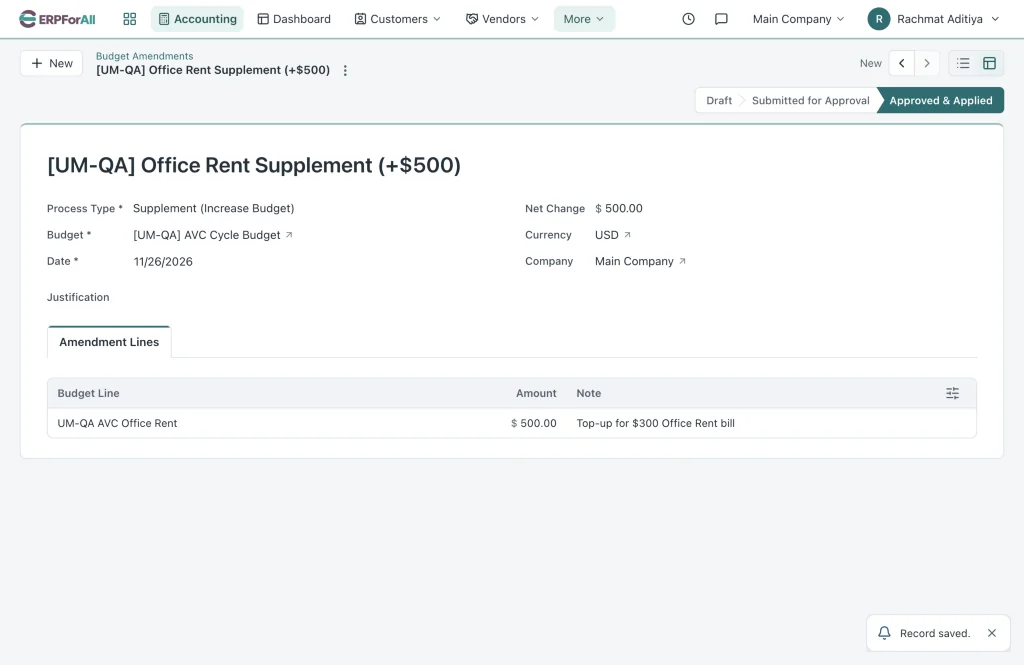 ERPForAll
Accounting
Dashboard
Customers
Vendors
More
Main Company
R
Rachmat Aditiya
New
Budget Amendments
[UM-QA] Office Rent Supplement (+$500)
New
Draft
Submitted for Approval
Approved & Applied
[UM-QA] Office Rent Supplement (+$500)
Process Type * Supplement (Increase Budget)
Budget * [UM-QA] AVC Cycle Budget
Date * 11/26/2026
Net Change $ 500.00
Currency USD
Company Main Company
Justification
Amendment Lines
Budget Line Amount Note
UM-QA AVC Office Rent $ 500.00 Top-up for $300 Office Rent bill
Record saved.